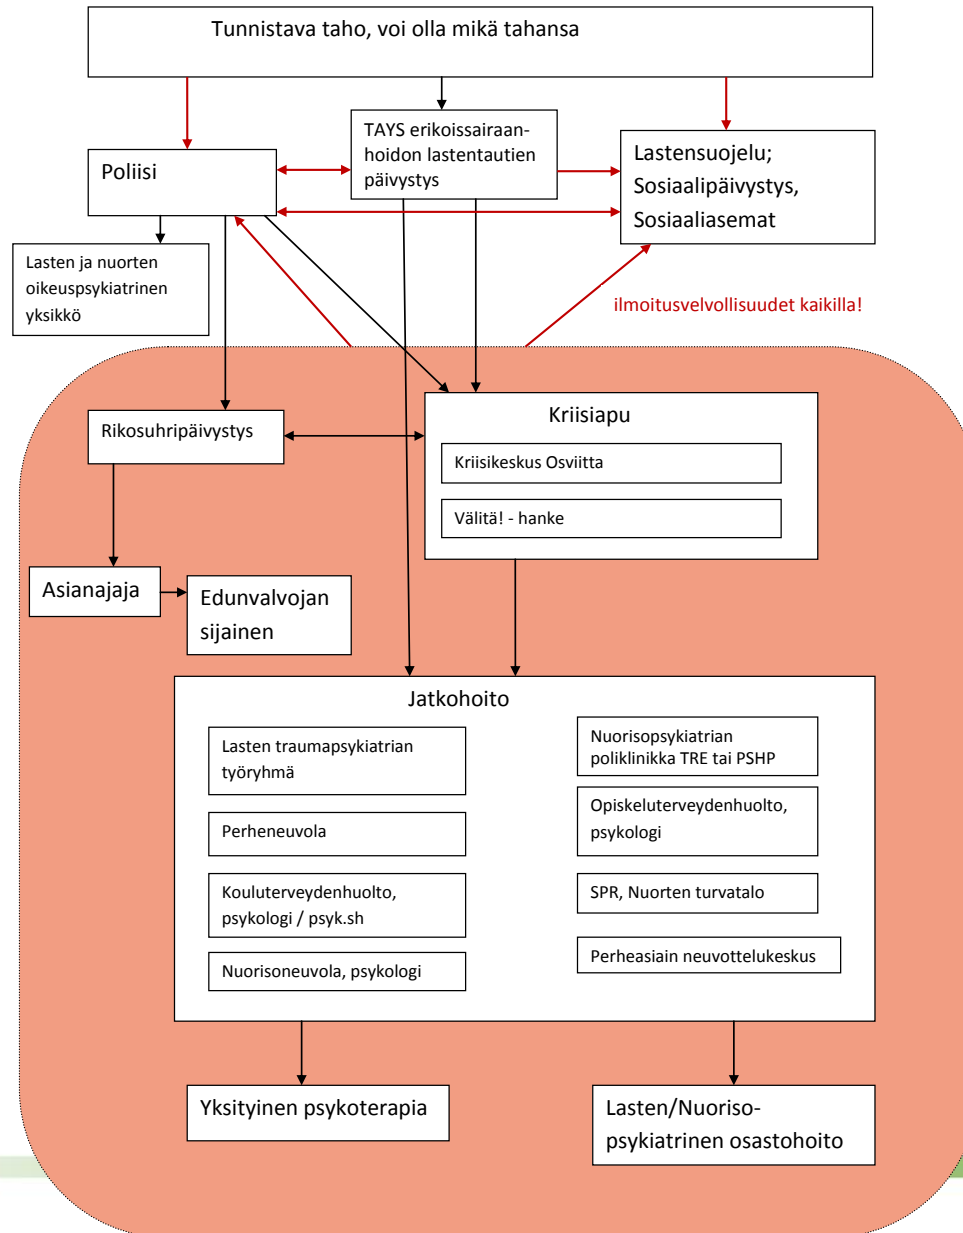 Tunnistava taho, voi olla mikä tahansa
TAYS erikoissairaan-
hoidon lastentautien
päivystys
Poliisi
Lastensuojelu;
Sosiaalipäivystys,
Sosiaaliasemat
Lasten ja nuorten
oikeuspsykiatrinen
yksikkö
ilmoitusvelvollisuudet kaikilla!
Rikosuhripäivystys
Kriisiapu
Kriisikeskus Osviitta
Välitä! - hanke
Asianajaja
Edunvalvojan
sijainen
Jatkohoito
Lasten traumapsykiatrian
työryhmä
Perheneuvola
Kouluterveydenhuolto,
psykologi / psyk.sh
Nuorisoneuvola, psykologi
Nuorisopsykiatrian
poliklinikka TRE tai PSHP
Opiskeluterveydenhuolto,
psykologi
SPR, Nuorten turvatalo
Perheasiain neuvottelukeskus
Yksityinen psykoterapia
Lasten/Nuoriso-
psykiatrinen osastohoito